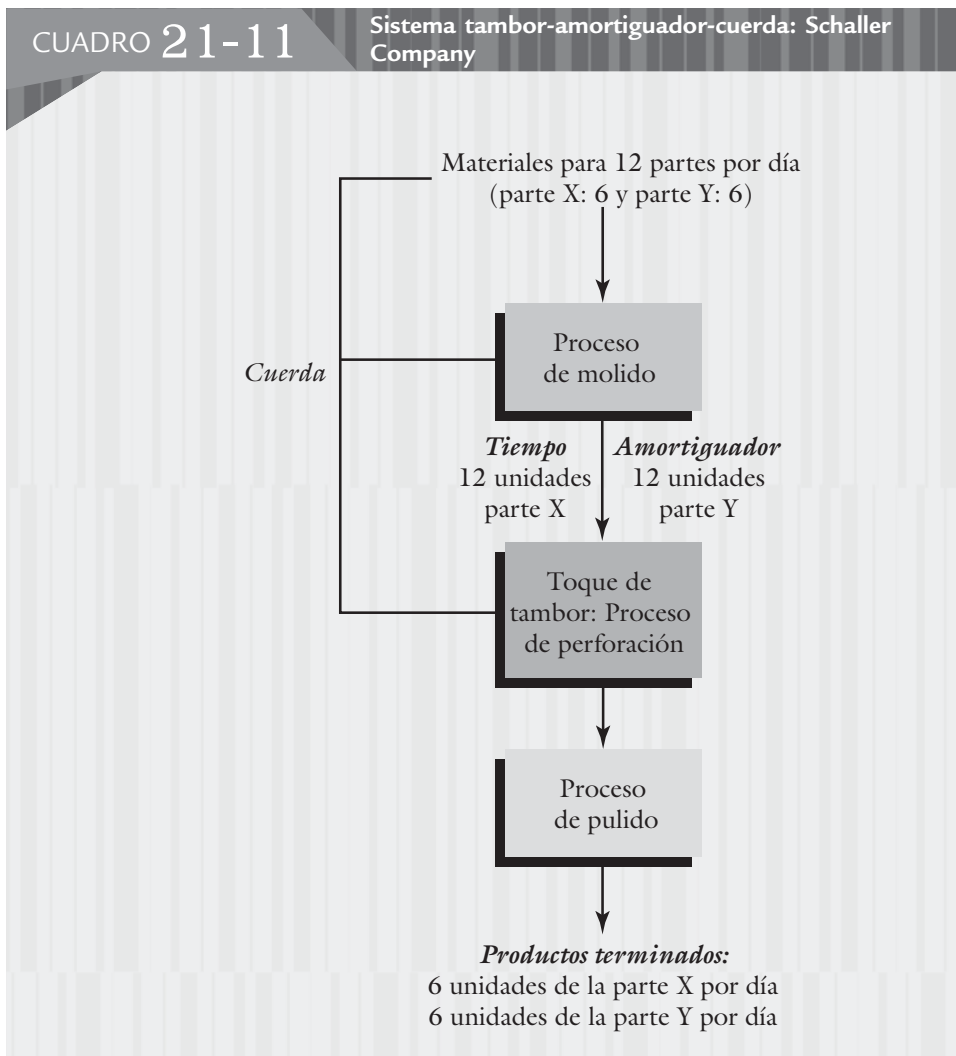 CUADRO 21-11
Sistema tambor-amortiguador-cuerda: Schaller
Company
Materiales para 12 partes por día
(parte X: 6 y parte Y: 6)
Proceso
de molido
Cuerda
Tiempo
12 unidades
parte X
Amortiguador
12 unidades
parte Y
Toque de
tambor: Proceso
de perforación
Proceso
de pulido
Productos terminados:
6 unidades de la parte X por día
6 unidades de la parte Y por día